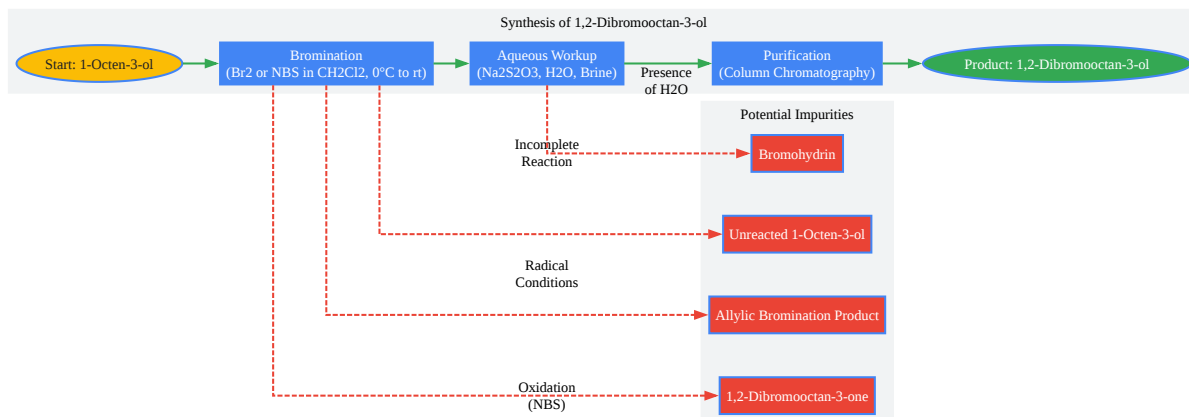 Synthesis of 1,2-Dibromooctan-3-ol
Start: 1-Octen-3-ol
Bromination
(Br2 or NBS in CH2Cl2, 0°C to rt)
Aqueous Workup
(Na2S2O3, H2O, Brine)
Presence
of H2O
Purification
(Column Chromatography)
Product: 1,2-Dibromooctan-3-ol
Potential Impurities
Incomplete
Reaction
Bromohydrin
Unreacted 1-Octen-3-ol
Radical
Conditions
Allylic Bromination Product
Oxidation
(NBS)
1,2-Dibromooctan-3-one